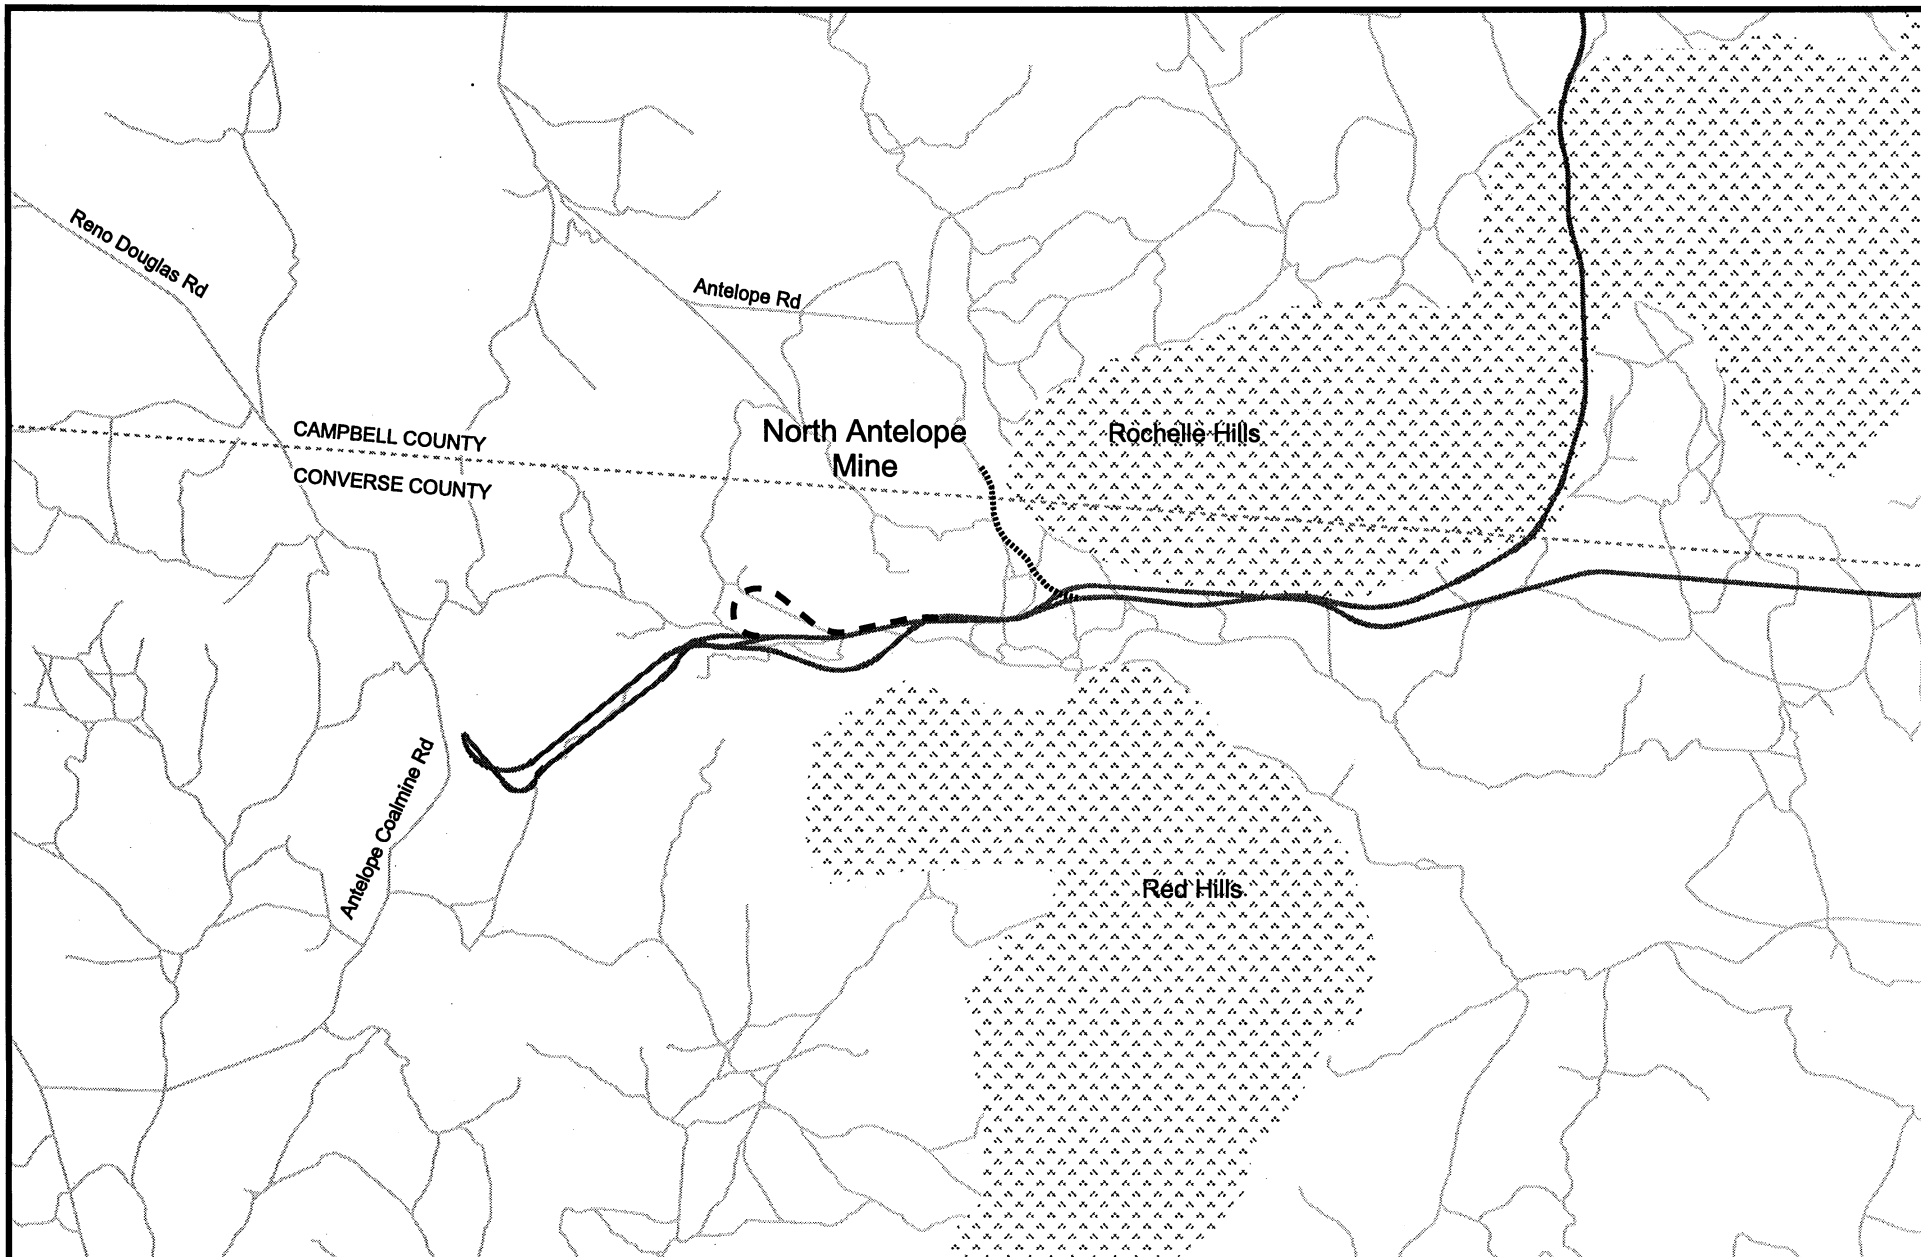 Reno Douglas Rd
Antelope Rd
CAMPBELL COUNTY
CONVERSE COUNTY
North Antelope
Mine
Rochelle Hills
Antelope Coalmine Rd
Red Hills